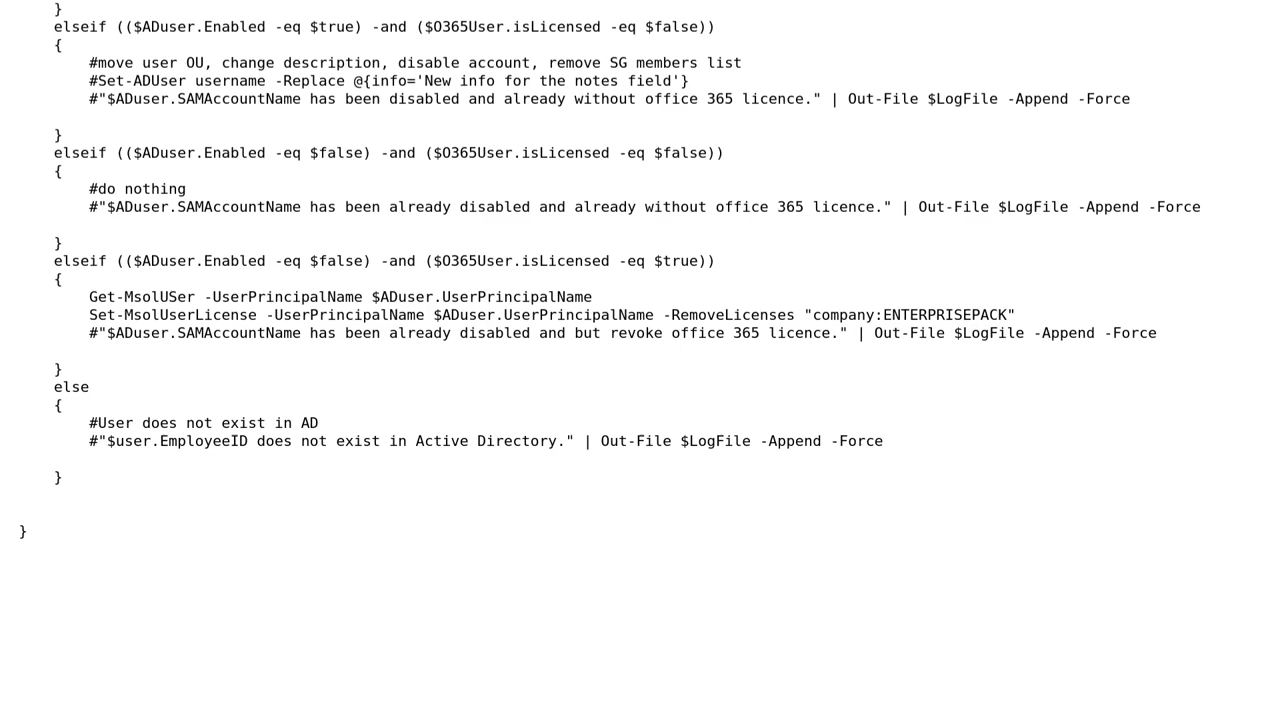 }
elseif (($ADuser.Enabled -eq $true) -and ($O365User.isLicensed -eq $false))
{
#move user OU, change description, disable account, remove SG members list
#Set-ADUser username -Replace @{info='New info for the notes field'}
#"$ADuser.SAMAccountName has been disabled and already without office 365 licence." | Out-File $LogFile -Append -Force
}
elseif (($ADuser.Enabled -eq $false) -and ($O365User.isLicensed -eq $false))
{
#do nothing
#"$ADuser.SAMAccountName has been already disabled and already without office 365 licence." | Out-File $LogFile -Append -Force
}
elseif (($ADuser.Enabled -eq $false) -and ($O365User.isLicensed -eq $true))
{
Get-MsolUSer -UserPrincipalName $ADuser.UserPrincipalName
Set-MsolUserLicense -UserPrincipalName $ADuser.UserPrincipalName -RemoveLicenses "company:ENTERPRISEPACK"
#"$ADuser.SAMAccountName has been already disabled and but revoke office 365 licence." | Out-File $LogFile -Append -Force
}
else
{
#User does not exist in AD
#"$user.EmployeeID does not exist in Active Directory." | Out-File $LogFile -Append -Force
}
}